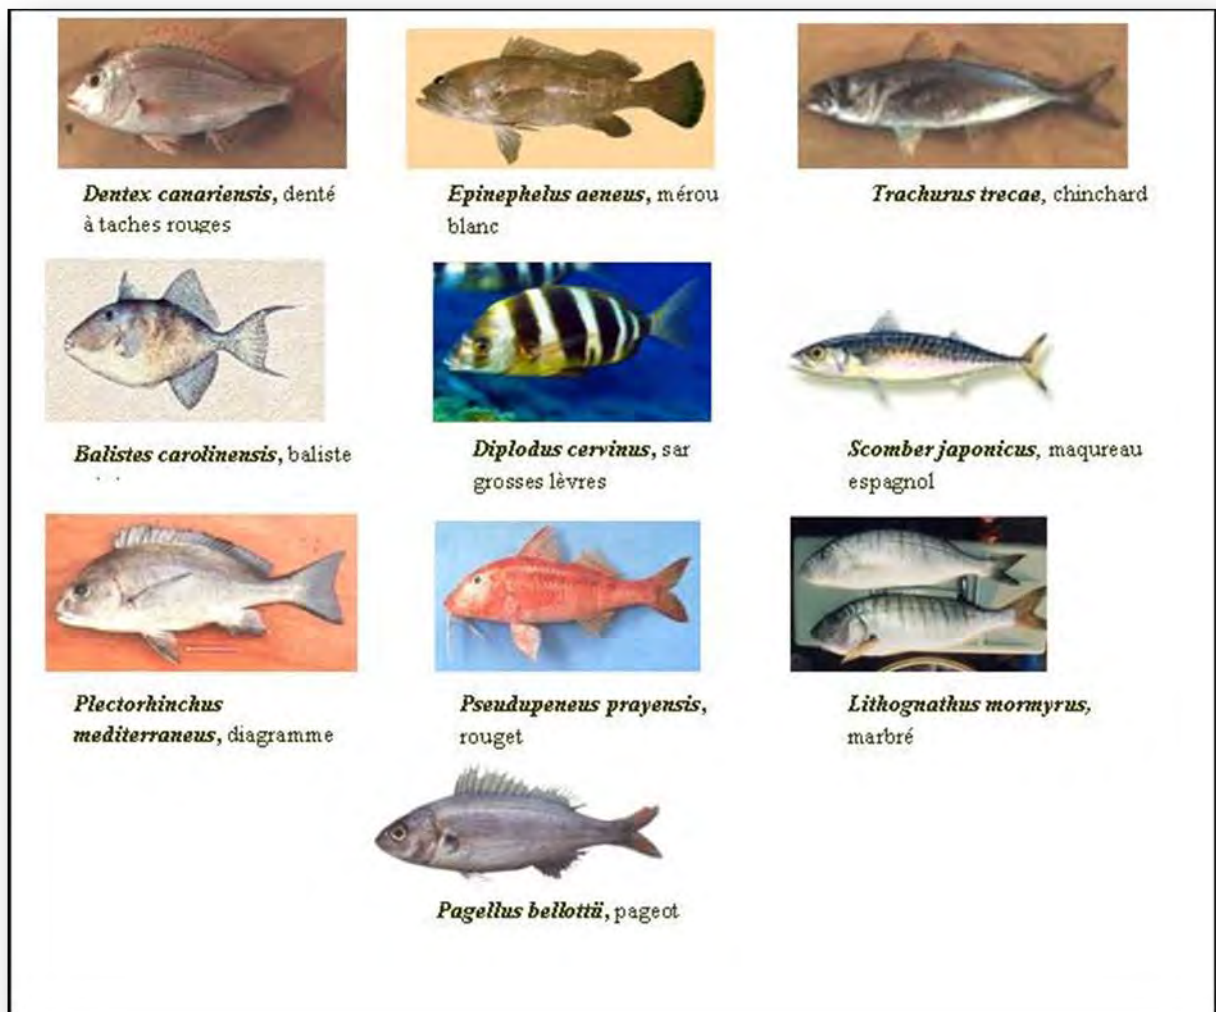 Dentex canariensis, denté
à taches rouges
Epinephelus aeneus, mérou
blanc
Trachurus trecae, chinchard
Balistes carolinensis, baliste
Diplodus cervinus, sar
grosses lèvres
Scomber japonicus, maqureau
espagnol
Plectorhinchus
mediterraneus, diagramme
Pseudupeneus prayensis,
rouget
Lithognathus mormyrus,
marbré
Pagellus bellottii, pageot